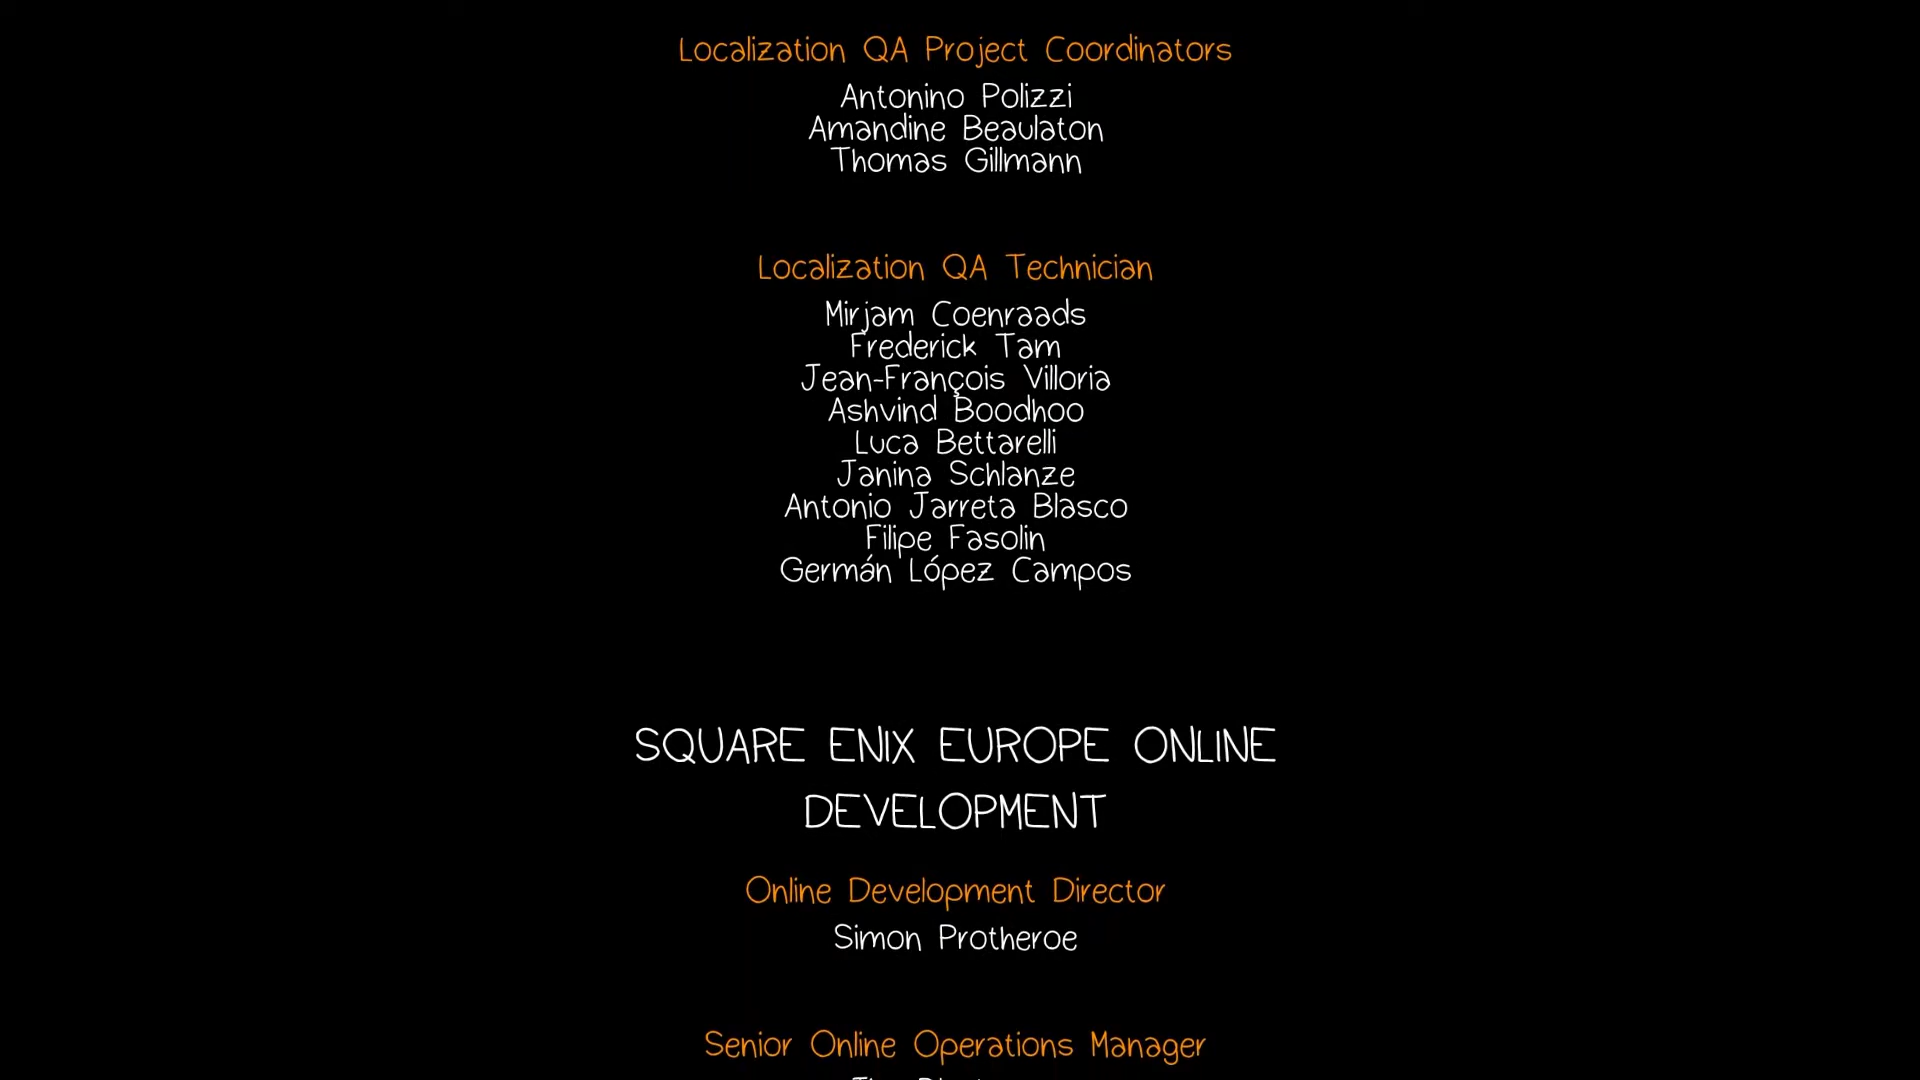 Localization QA Project Coordinators
Antonino Polizzi
Amandine Beaulaton
Thomas Gillmann
Localization QA Technician
Mirjam Coenraads
Frederick Tam
Jean-François Villoria
Ashvind Boodhoo
Luca Bettarelli
Janina Schlanze
Antonio Jarreta Blasco
Filipe Fasolin
Germán López Campos
SQUARE ENIX EUROPE ONLINE
DEVELOPMENT
Online Development Director
Simon Protheroe
Senior Online Operations Manager